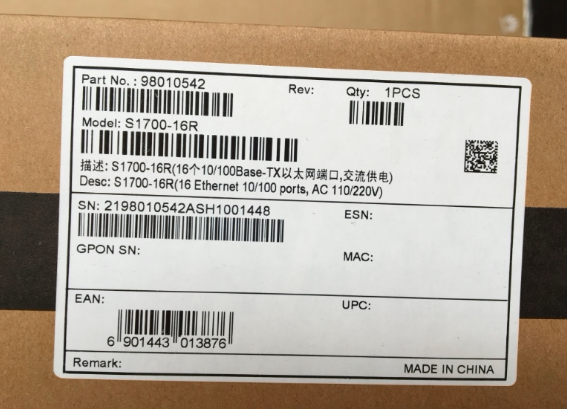 Part No.: 98010542
Rev:
Qty: 1PCS
Model: S1700-16R
描述: S1700-16R(16个10/100Base-TX以太网端口,交流供电)
Desc: S1700-16R(16 Ethernet 10/100 ports, AC 110/220V)
SN: 2198010542ASH1001448
ESN:
GPON SN:
MAC:
EAN:
UPC:
6 901443 013876
Remark:
MADE IN CHINA